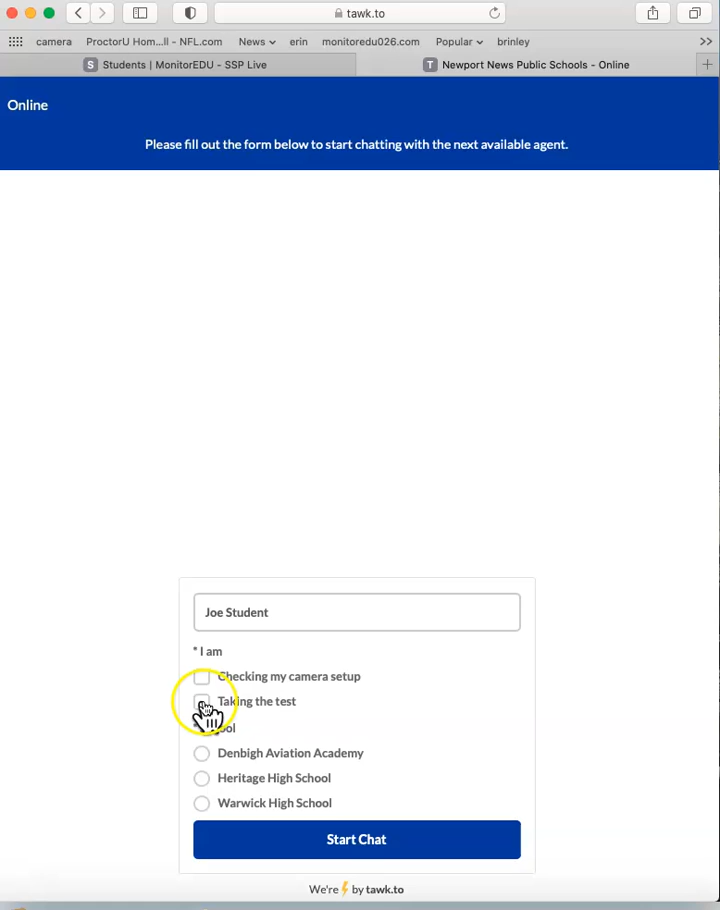 tawk.to
camera ProctorU Hom...ll - NFL.com News erin monitoredu026.com Popular brinley >>
S Students | MonitorEDU - SSP Live T Newport News Public Schools - Online
Online
Please fill out the form below to start chatting with the next available agent.
Joe Student
* I am
Checking my camera setup
Taking the test
Denbigh Aviation Academy
Heritage High School
Warwick High School
Start Chat
We're by tawk.to